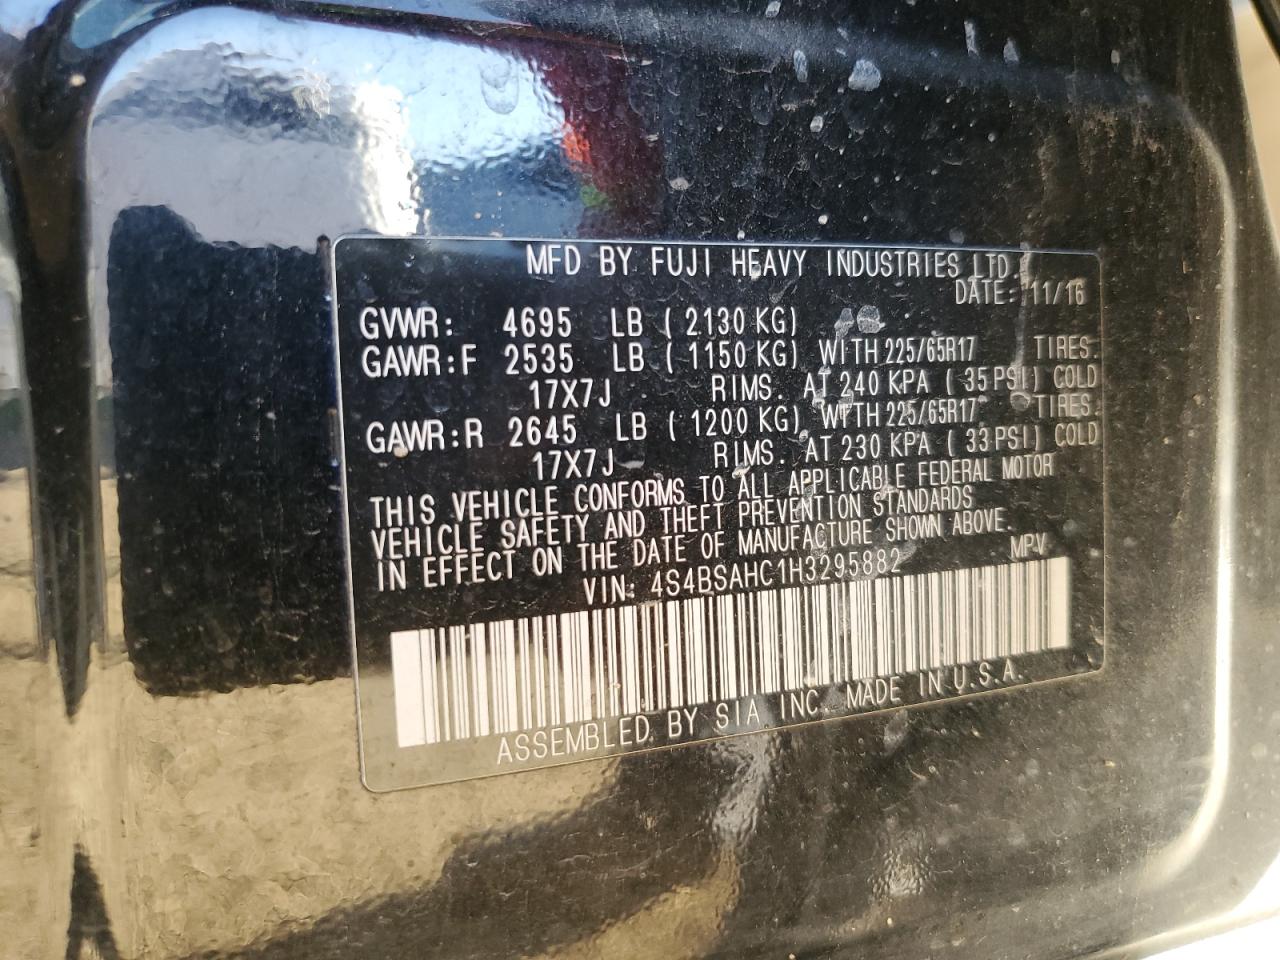 MFD BY FUJI HEAVY INDUSTRIES LTD.
DATE: 11/16
GVWR: 4695 LB (2130 KG)
GAWR:F 2535 LB (1150 KG) WITH 225/65R17 TIRES.
17X7J RIMS. AT 240 KPA (35PSI) COLD
GAWR:R 2645 LB (1200 KG) WITH 225/65R17 TIRES.
17X7J RIMS. AT 230 KPA (33PSI) COLD
THIS VEHICLE CONFORMS TO ALL APPLICABLE FEDERAL MOTOR
VEHICLE SAFETY AND THEFT PREVENTION STANDARDS
IN EFFECT ON THE DATE OF MANUFACTURE SHOWN ABOVE.
VIN: 4S4BSAHC1H3295882 MPV
ASSEMBLED BY SIA INC. MADE IN U.S.A.